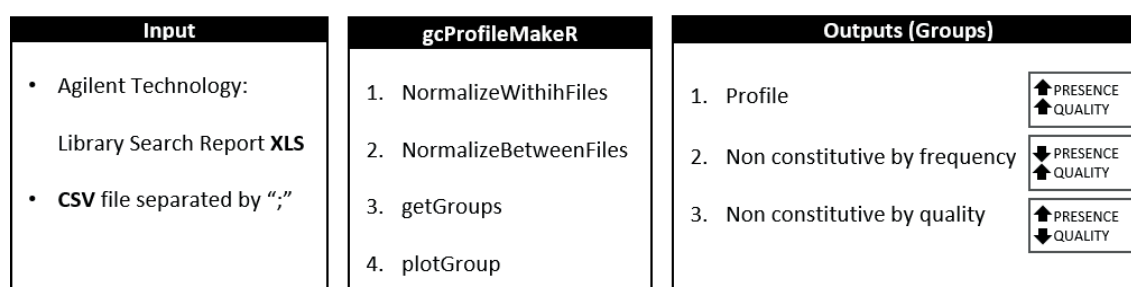 Input
• Agilent Technology:
Library Search Report XLS
• CSV file separated by “;”
gcProfileMakeR
1. NormalizeWithihFiles
2. NormalizeBetweenFiles
3. getGroups
4. plotGroup
Outputs (Groups)
1. Profile
PRESENCE
QUALITY
2. Non constitutive by frequency
PRESENCE
QUALITY
3. Non constitutive by quality
PRESENCE
QUALITY